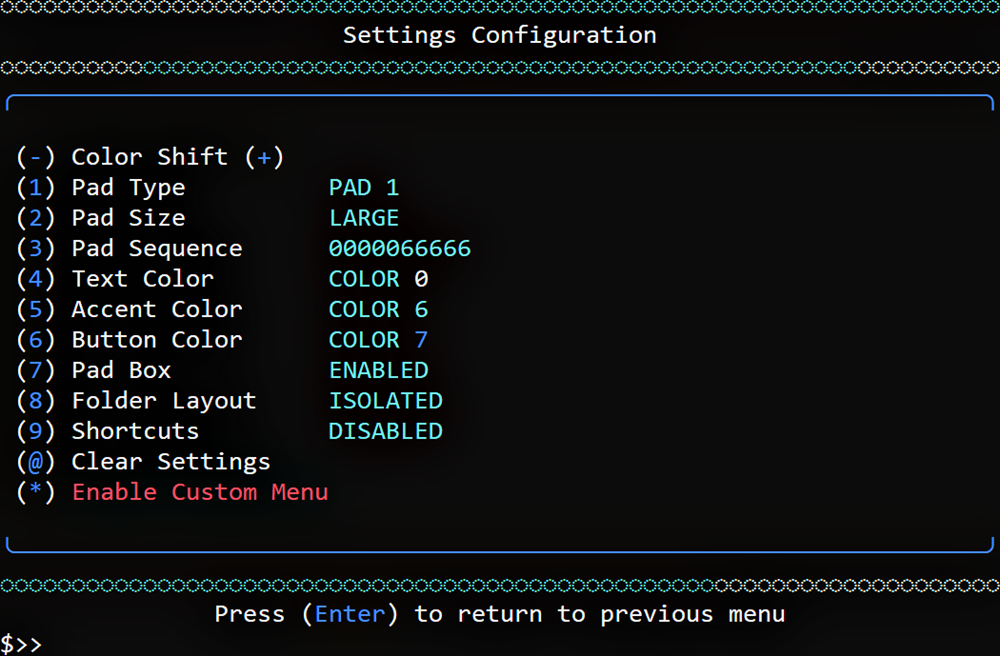 Settings Configuration
(-) Color Shift (+)
(1) Pad Type PAD 1
(2) Pad Size LARGE
(3) Pad Sequence 0000066666
(4) Text Color COLOR 0
(5) Accent Color COLOR 6
(6) Button Color COLOR 7
(7) Pad Box ENABLED
(8) Folder Layout ISOLATED
(9) Shortcuts DISABLED
(@) Clear Settings
(*) Enable Custom Menu
Press (Enter) to return to previous menu
$>>